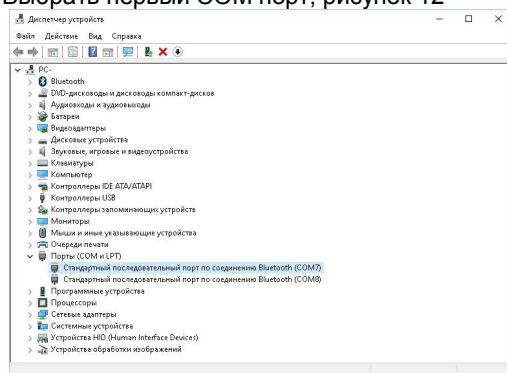 Выбрать первый COM порт, рисунок 12
Диспетчер устройств
Файл Действие Вид Справка
PC-
Bluetooth
DVD-дисководы и дисководы компакт-дисков
Аудиовходы и аудиовыходы
Батареи
Видеоадаптеры
Дисковые устройства
Звуковые, игровые и видеоустройства
Клавиатуры
Компьютер
Контроллеры IDE ATA/ATAPI
Контроллеры USB
Контроллеры запоминающих устройств
Мониторы
Мыши и иные указывающие устройства
Очереди печати
Порты (COM и LPT)
Стандартный последовательный порт по соединению Bluetooth (COM7)
Стандартный последовательный порт по соединению Bluetooth (COM8)
Программные устройства
Процессоры
Сетевые адаптеры
Системные устройства
Устройства HID (Human Interface Devices)
Устройства обработки изображений